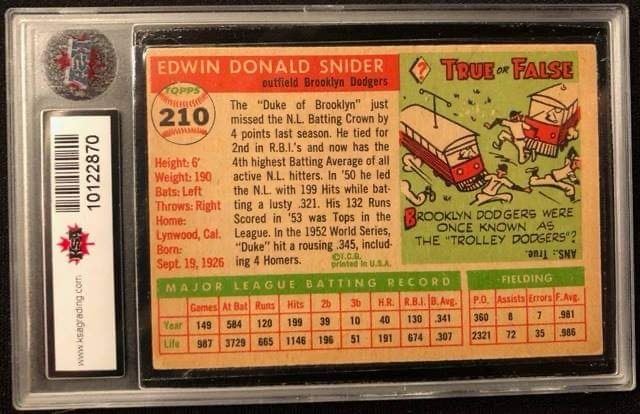 EDWIN DONALD SNIDER
outfield Brooklyn Dodgers
TOPPS
210
Height: 6'
Weight: 190
Bats: Left
Throws: Right
Home:
Lynwood, Cal.
Born:
Sept. 19, 1926
The "Duke of Brooklyn" just
missed the N.L. Batting Crown by
4 points last season. He tied for
2nd in R.B.I.'s and now has the
4th highest Batting Average of all
active N.L. hitters. In '50 he led
the N.L. with 199 Hits while bat-
ting a lusty .321. His 132 Runs
Scored in '53 was Tops in the
League. In the 1952 World Series,
"Duke" hit a rousing .345, includ-
ing 4 Homers.
©T.C.G.
printed in U.S.A.
? TRUE OR FALSE
BROOKLYN DODGERS WERE
ONCE KNOWN AS
THE "TROLLEY DODGERS"?
ANS.: True.
MAJOR LEAGUE BATTING RECORD
FIELDING
Games At Bat Runs Hits 2b 3b H.R. R.B.I. B.Avg. P.O. Assists Errors F.Avg.
Year 149 584 120 199 39 10 40 130 .341 360 8 7 .981
Life 987 3729 665 1146 196 51 191 674 .307 2321 72 35 .986
www.ksagrading.com
KSA
10122870